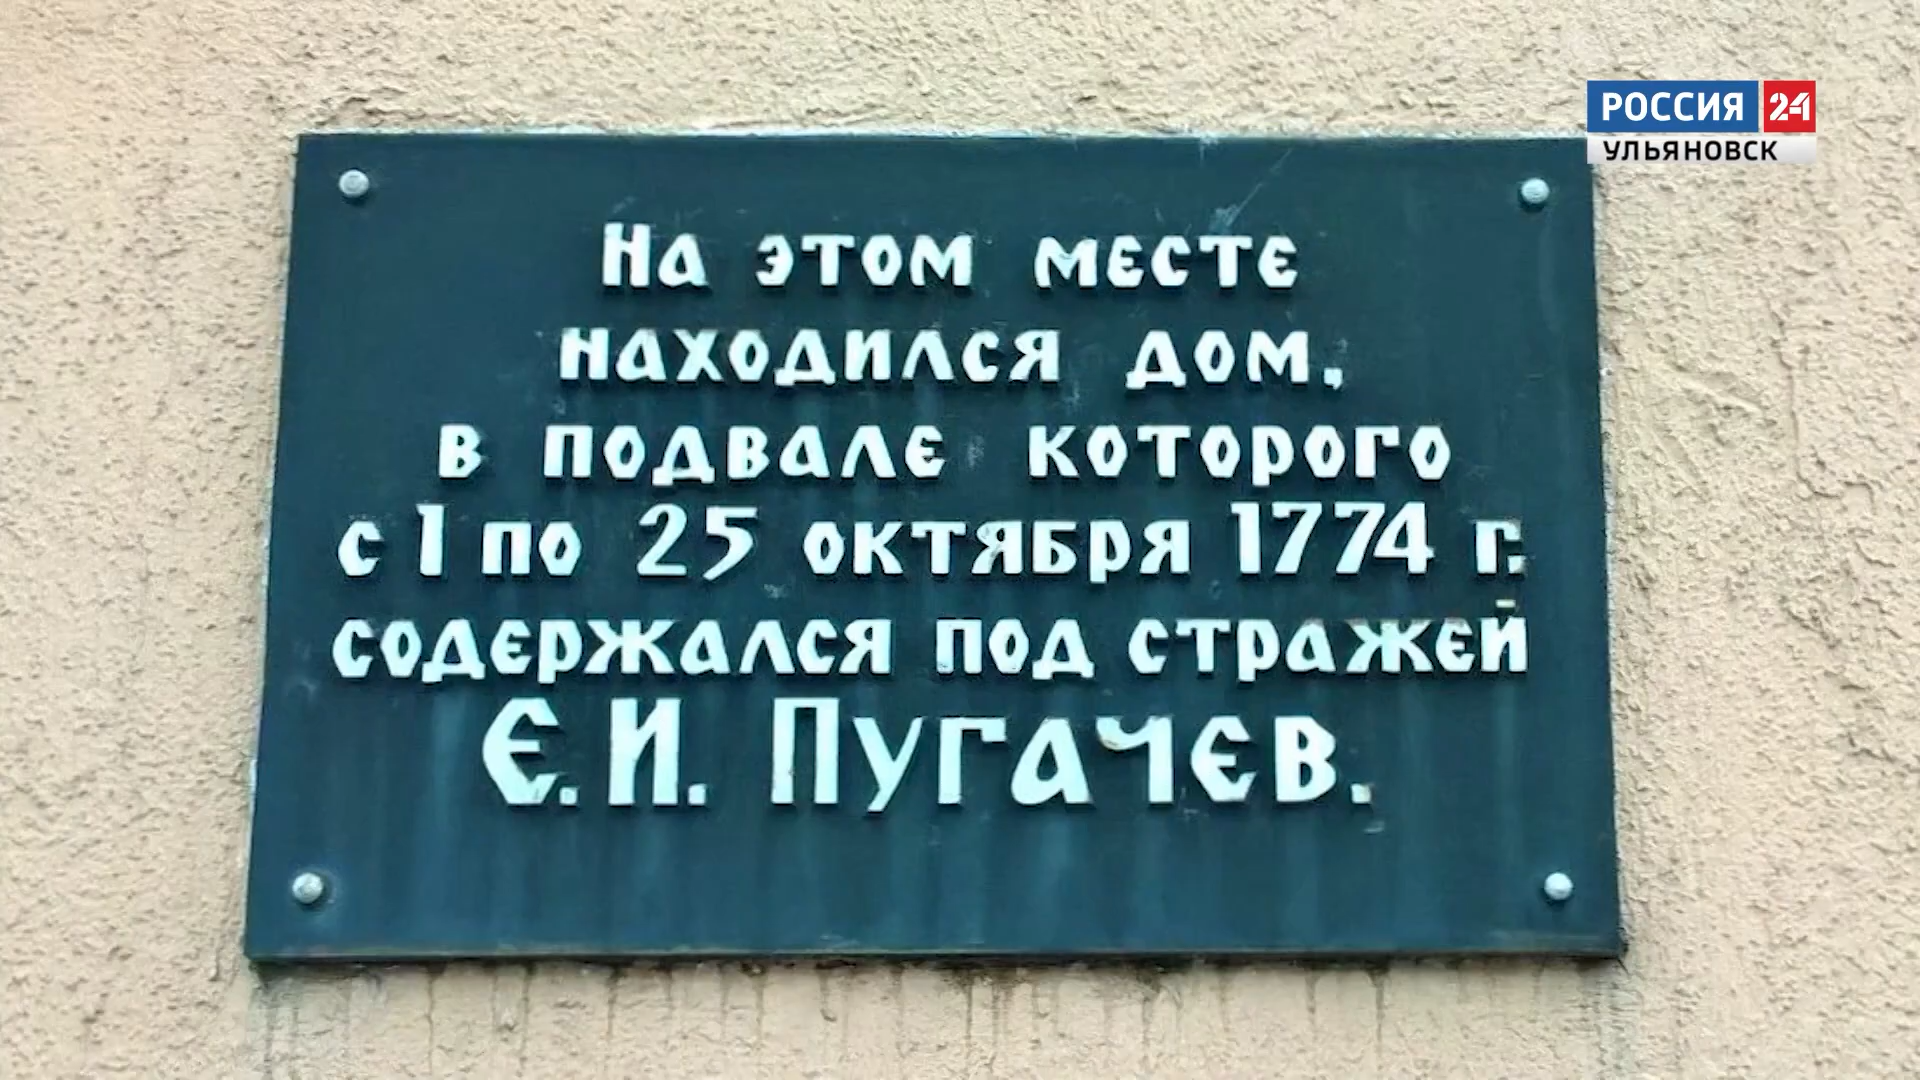 РОССИЯ 24
УЛЬЯНОВСК
На этом месте
находился дом,
в подвале которого
с 1 по 25 октября 1774 г.
содержался под стражей
Е.И. Пугачев.